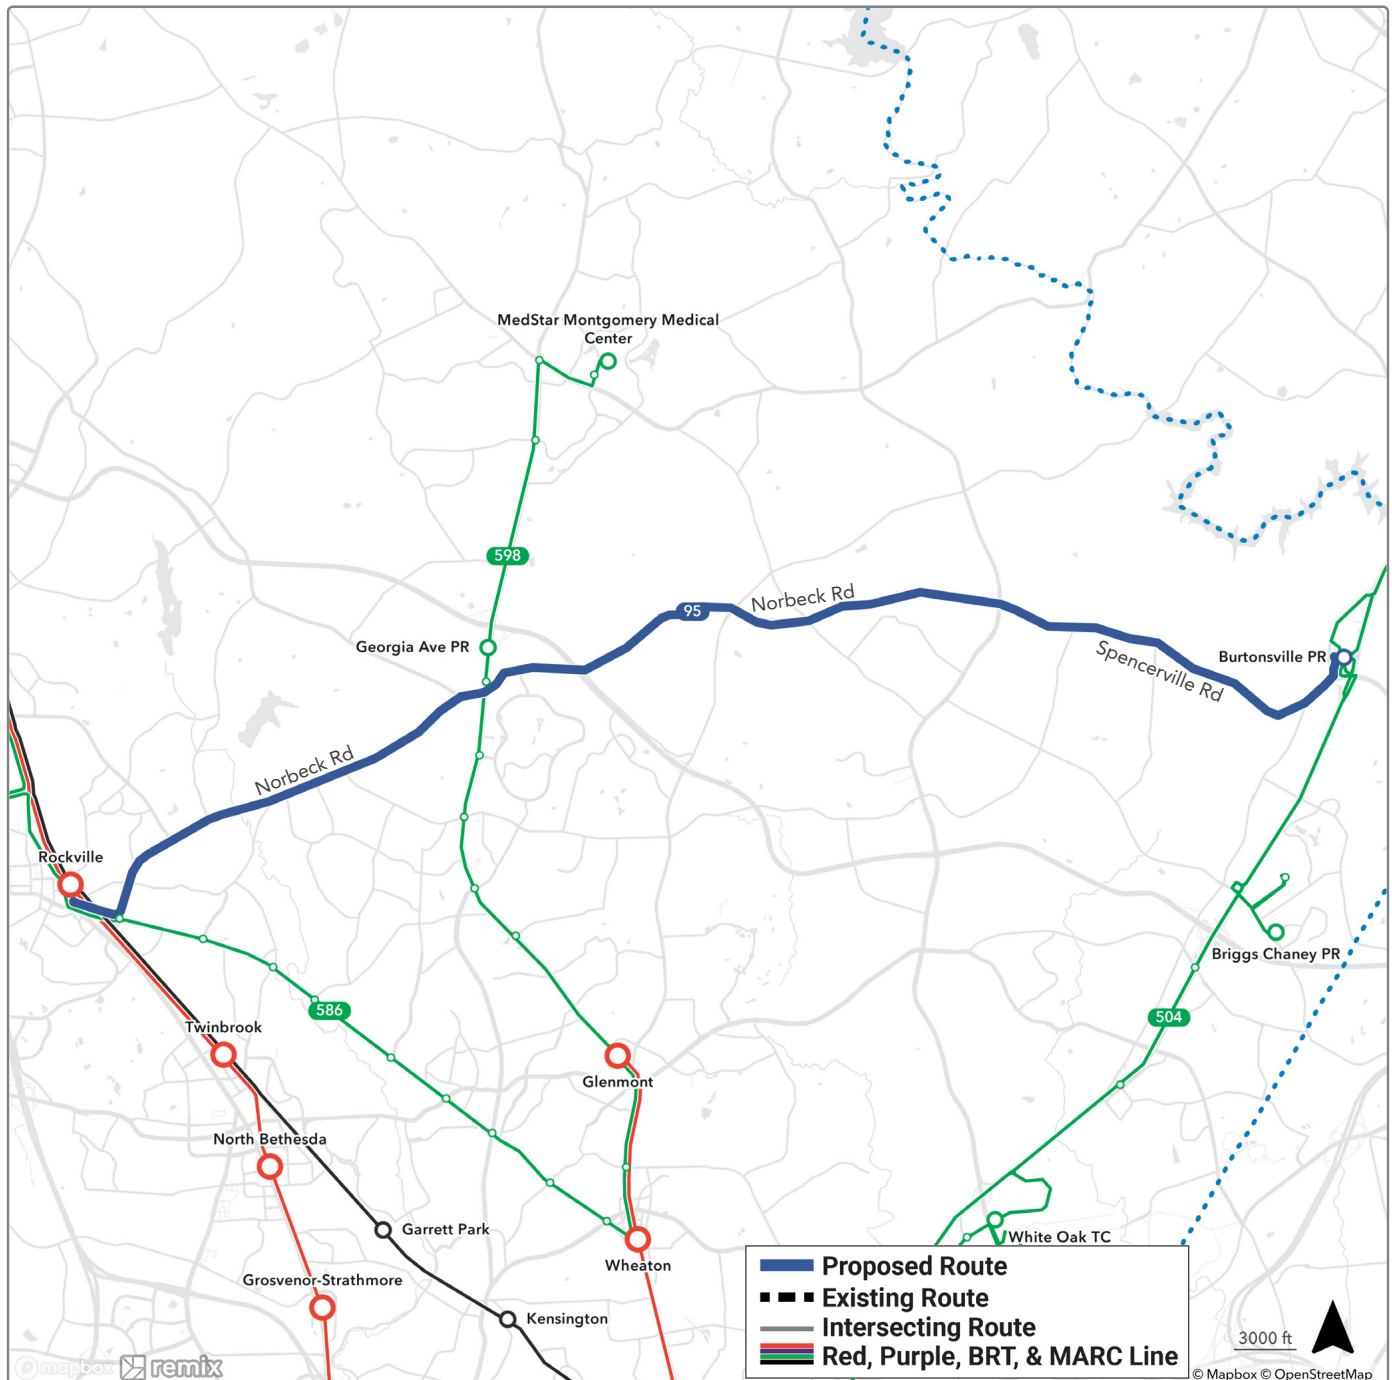 MedStar Montgomery Medical
Center
598
Georgia Ave PR
95
Norbeck Rd
Spencerville Rd
Burtonsville PR
Norbeck Rd
Rockville
Briggs Chaney PR
586
504
Twinbrook
Glenmont
North Bethesda
Garrett Park
White Oak TC
Wheaton
Grosvenor-Strathmore
Kensington
Proposed Route
Existing Route
Intersecting Route
Red, Purple, BRT, & MARC Line
3000 ft
mapbox remix
© Mapbox © OpenStreetMap